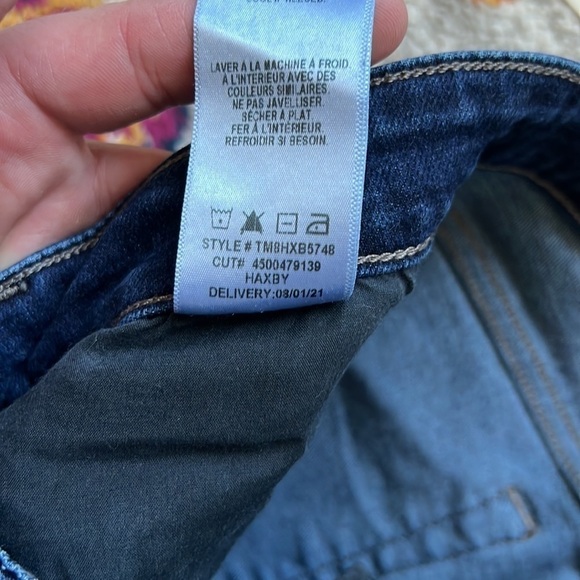 LAVER À LA MACHINE À FROID
À L'INTÉRIEUR AVEC DES
COULEURS SIMILAIRES.
NE PAS JAVELLISER.
SÉCHER À PLAT
FER À L'INTÉRIEUR.
REFROIDIR SI BESOIN.
STYLE # TM8HXB5748
CUT# 4500479139
HAXBY
DELIVERY:08/01/21